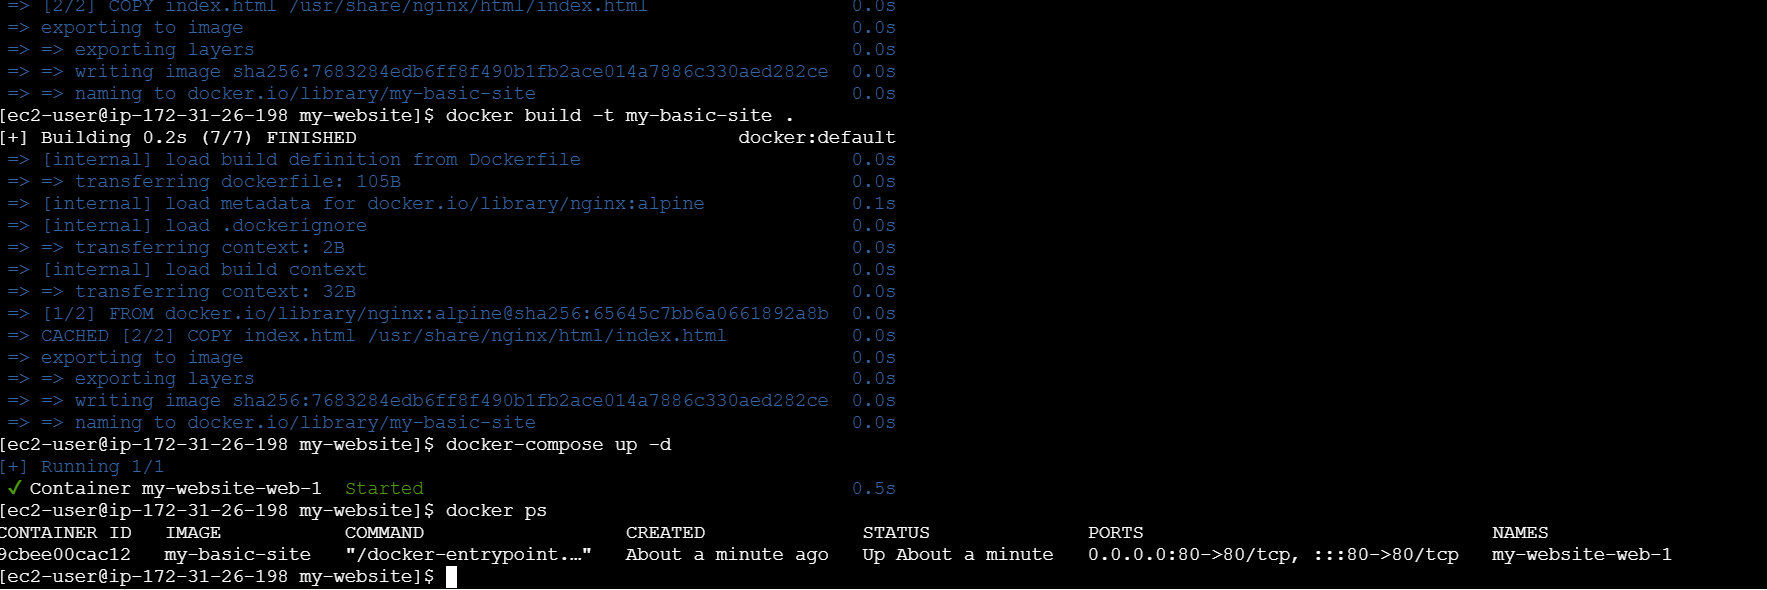 => [2/2] COPY index.html /usr/share/nginx/html/index.html 0.0s
=> exporting to image 0.0s
=> => exporting layers 0.0s
=> => writing image sha256:7683284edb6ff8f490b1fb2ace014a7886c330aed282ce 0.0s
=> => naming to docker.io/library/my-basic-site 0.0s
[ec2-user@ip-172-31-26-198 my-website]$ docker build -t my-basic-site .
[+] Building 0.2s (7/7) FINISHED docker:default
=> [internal] load build definition from Dockerfile 0.0s
=> => transferring dockerfile: 105B 0.0s
=> [internal] load metadata for docker.io/library/nginx:alpine 0.1s
=> [internal] load .dockerignore 0.0s
=> => transferring context: 2B 0.0s
=> [internal] load build context 0.0s
=> => transferring context: 32B 0.0s
=> [1/2] FROM docker.io/library/nginx:alpine@sha256:65645c7bb6a0661892a8b 0.0s
=> CACHED [2/2] COPY index.html /usr/share/nginx/html/index.html 0.0s
=> exporting to image 0.0s
=> => exporting layers 0.0s
=> => writing image sha256:7683284edb6ff8f490b1fb2ace014a7886c330aed282ce 0.0s
=> => naming to docker.io/library/my-basic-site 0.0s
[ec2-user@ip-172-31-26-198 my-website]$ docker-compose up -d
[+] Running 1/1
✓ Container my-website-web-1 Started 0.5s
[ec2-user@ip-172-31-26-198 my-website]$ docker ps
CONTAINER ID IMAGE COMMAND CREATED STATUS PORTS NAMES
9cbee00cac12 my-basic-site "/docker-entrypoint.…" About a minute ago Up About a minute 0.0.0.0:80->80/tcp, :::80->80/tcp my-website-web-1
[ec2-user@ip-172-31-26-198 my-website]$